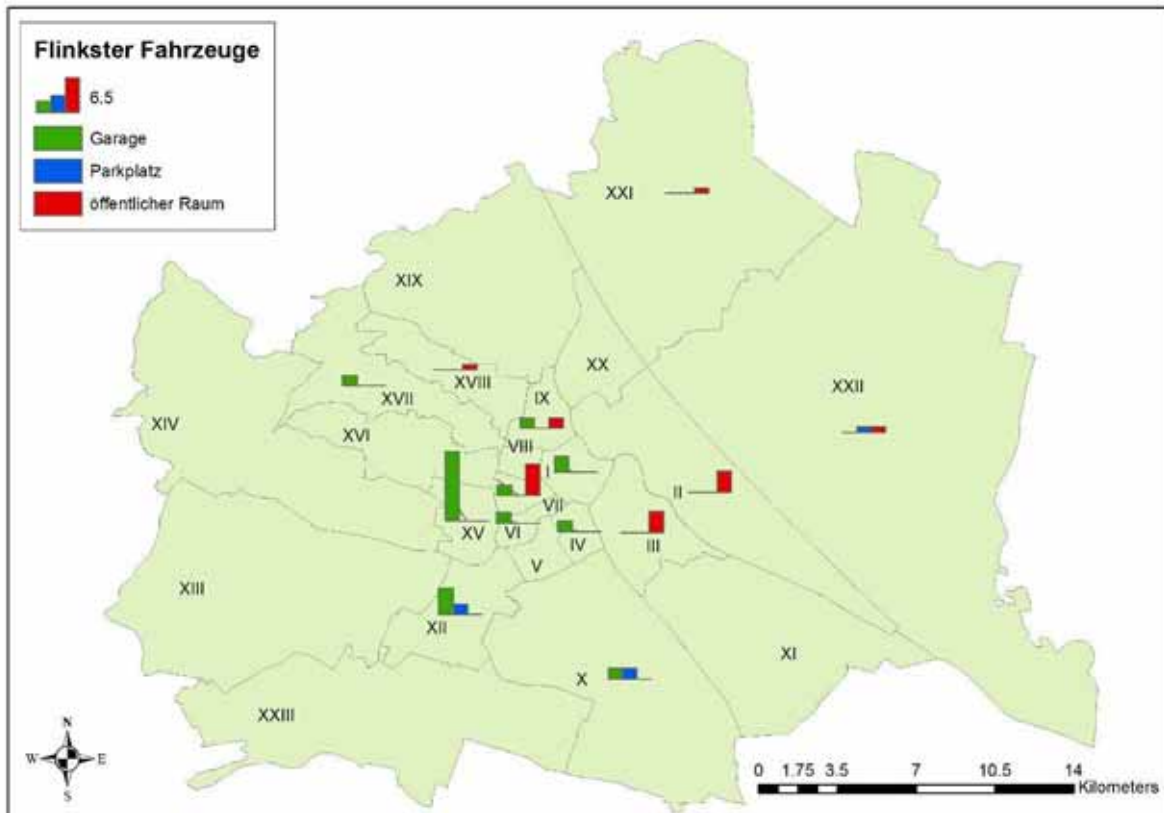 Flinkster Fahrzeuge
6,5
Garage
Parkplatz
öffentlicher Raum
XXI
XIX
XX
XVIII
XXII
IX
XVII
XIV
XVI
VIII
I
II
VII
XV
VI
IV
III
V
XIII
XII
XI
X
XXIII
N
W E
S
0 1.75 3.5 7 10.5 14
Kilometers